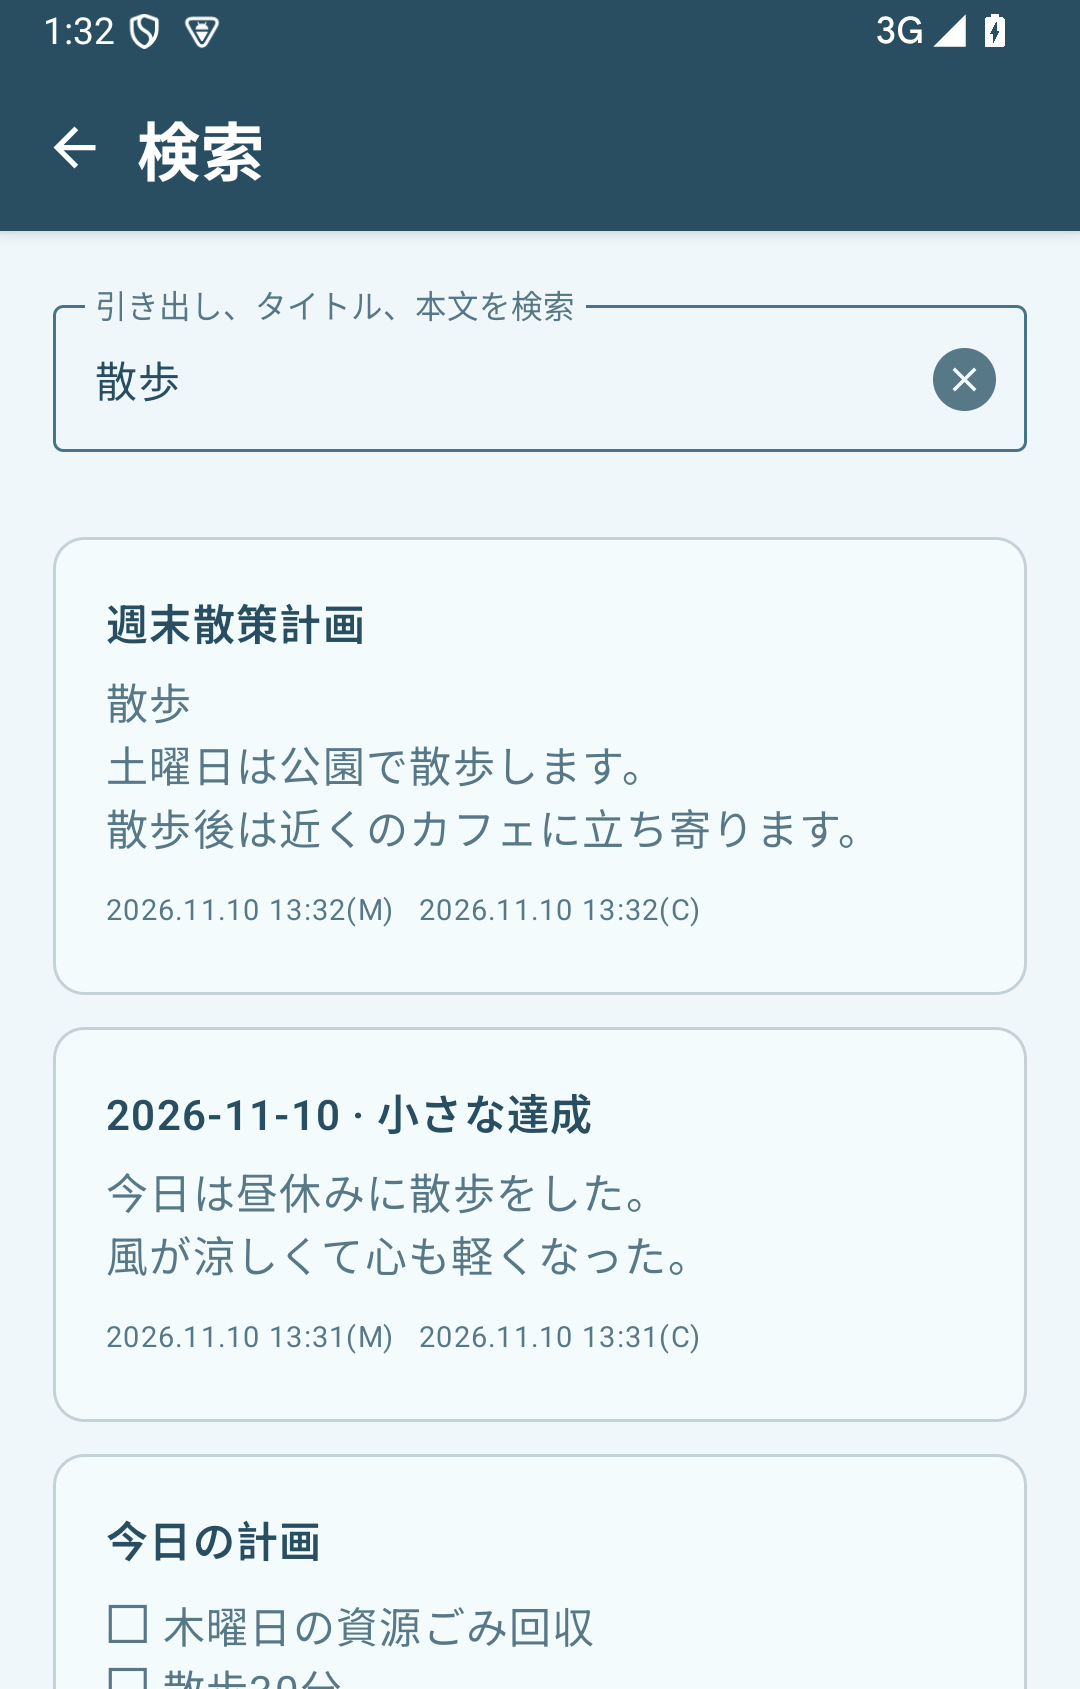 1:32
3G
検索
引き出し、タイトル、本文を検索
散歩
週末散策計画
散歩
土曜日は公園で散歩します。
散歩後は近くのカフェに立ち寄ります。
2026.11.10 13:32(M) 2026.11.10 13:32(C)
2026-11-10 · 小さな達成
今日は昼休みに散歩をした。
風が涼しくて心も軽くなった。
2026.11.10 13:31(M) 2026.11.10 13:31(C)
今日の計画
☐ 木曜日の資源ごみ回収
☐ 散歩30分